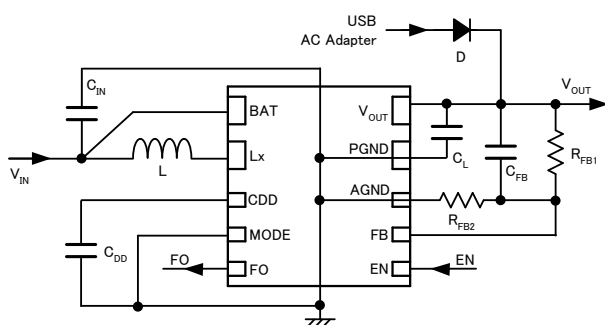 USB
AC Adapter
D
C_IN
BAT
V_OUT
V_OUT
Lx
PGND
C_L
C_FB
R_FB1
V_IN
L
CDD
AGND
R_FB2
C_DD
MODE
FB
FO
FO
EN
EN